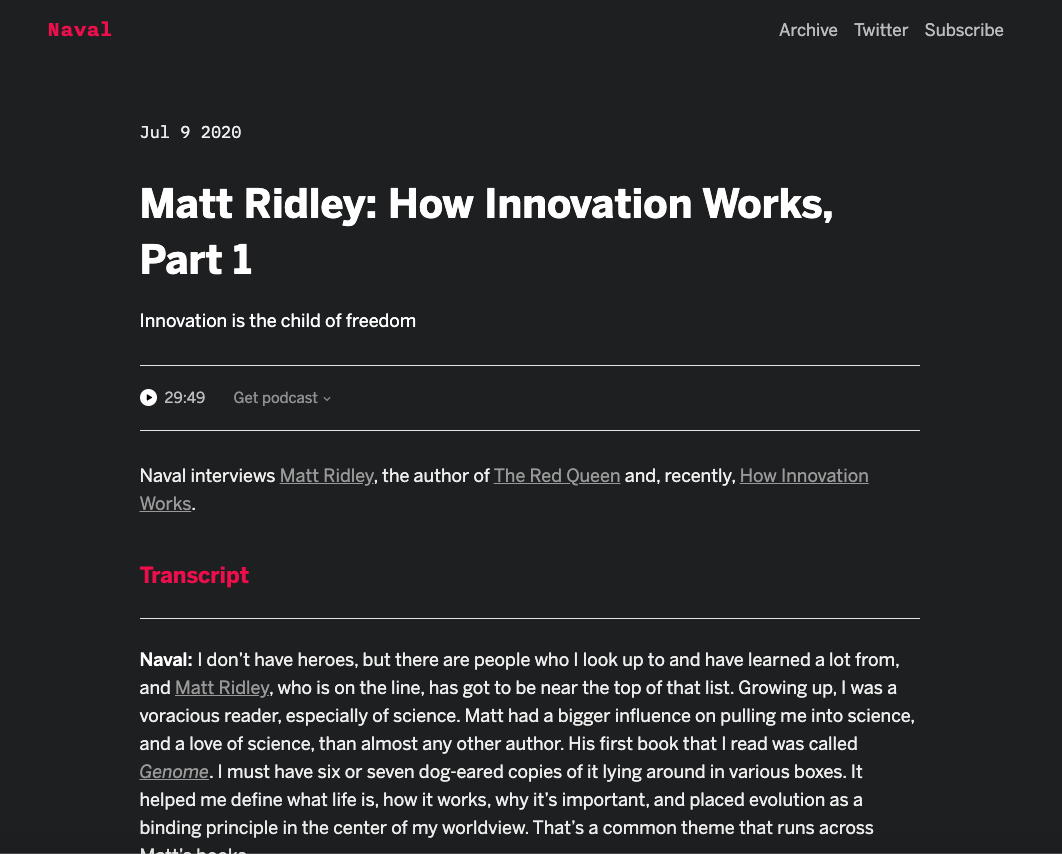 Naval
Archive Twitter Subscribe
Jul 9 2020
Matt Ridley: How Innovation Works,
Part 1
Innovation is the child of freedom
29:49 Get podcast
Naval interviews Matt Ridley, the author of The Red Queen and, recently, How Innovation
Works.
Transcript
Naval: I don’t have heroes, but there are people who I look up to and have learned a lot from,
and Matt Ridley, who is on the line, has got to be near the top of that list. Growing up, I was a
voracious reader, especially of science. Matt had a bigger influence on pulling me into science,
and a love of science, than almost any other author. His first book that I read was called
Genome. I must have six or seven dog-eared copies of it lying around in various boxes. It
helped me define what life is, how it works, why it’s important, and placed evolution as a
binding principle in the center of my worldview. That’s a common theme that runs across
Matt’s books.